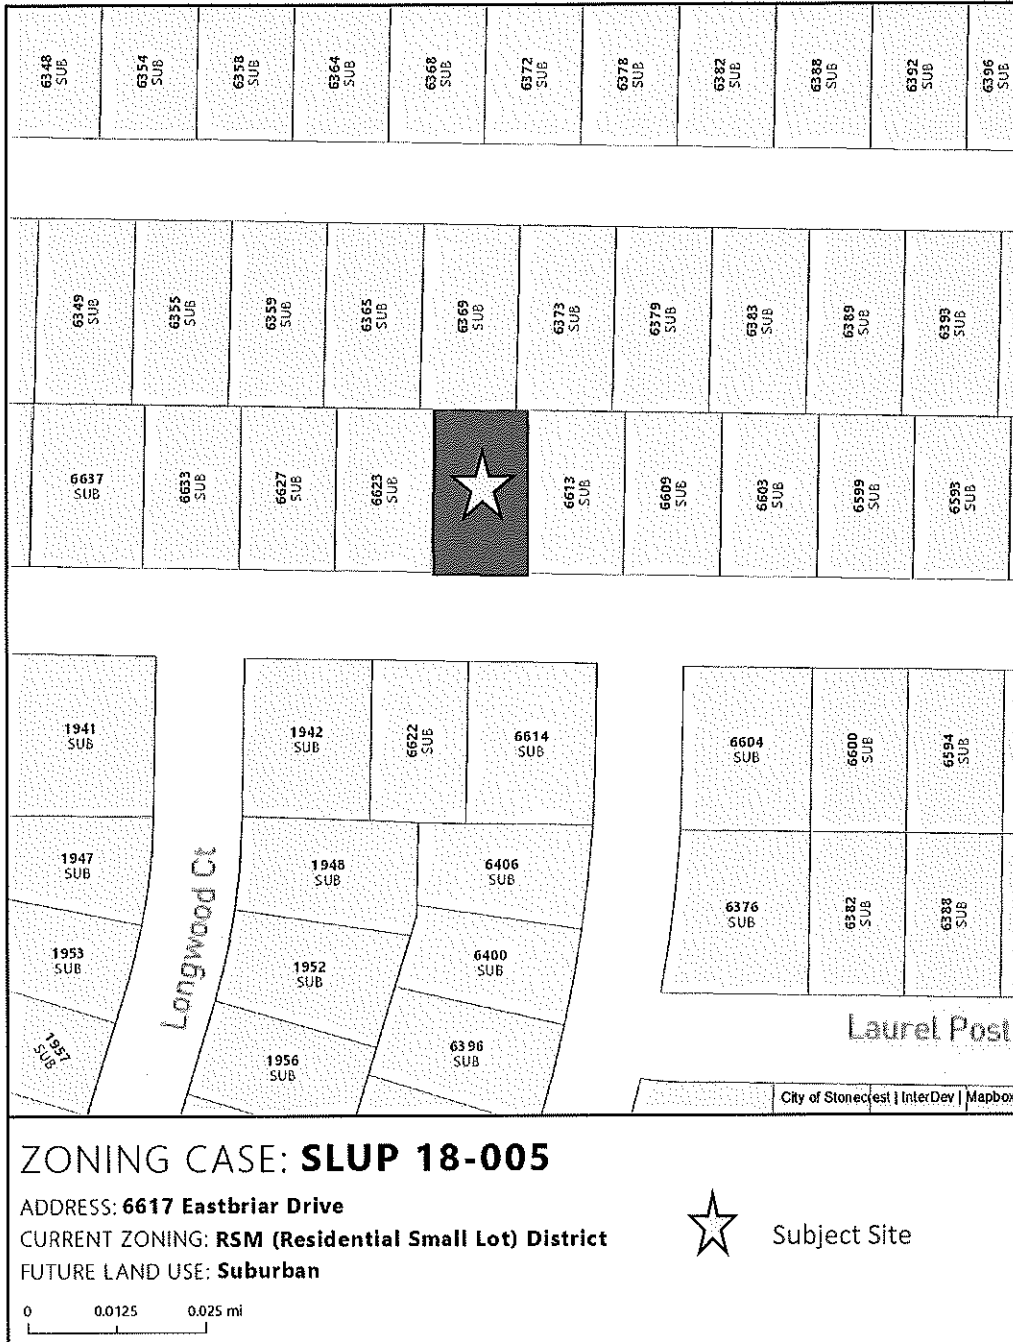 6348
SUB
6354
SUB
6358
SUB
6364
SUB
6368
SUB
6372
SUB
6378
SUB
6382
SUB
6388
SUB
6392
SUB
6396
SUB
6349
SUB
6355
SUB
6359
SUB
6365
SUB
6369
SUB
6373
SUB
6379
SUB
6383
SUB
6389
SUB
6393
SUB
6637
SUB
6633
SUB
6627
SUB
6623
SUB
6613
SUB
6609
SUB
6603
SUB
6599
SUB
6593
SUB
1941
SUB
1942
SUB
6622
SUB
6614
SUB
6604
SUB
6600
SUB
6594
SUB
1947
SUB
1948
SUB
6406
SUB
6376
SUB
6382
SUB
6388
SUB
Longwood Ct
1953
SUB
1952
SUB
6400
SUB
1957
SUB
1956
SUB
6396
SUB
Laurel Post
City of Stonecrest | InterDev | Mapbox
ZONING CASE: SLUP 18-005
ADDRESS: 6617 Eastbriar Drive
CURRENT ZONING: RSM (Residential Small Lot) District
FUTURE LAND USE: Suburban
Subject Site
0 0.0125 0.025 mi